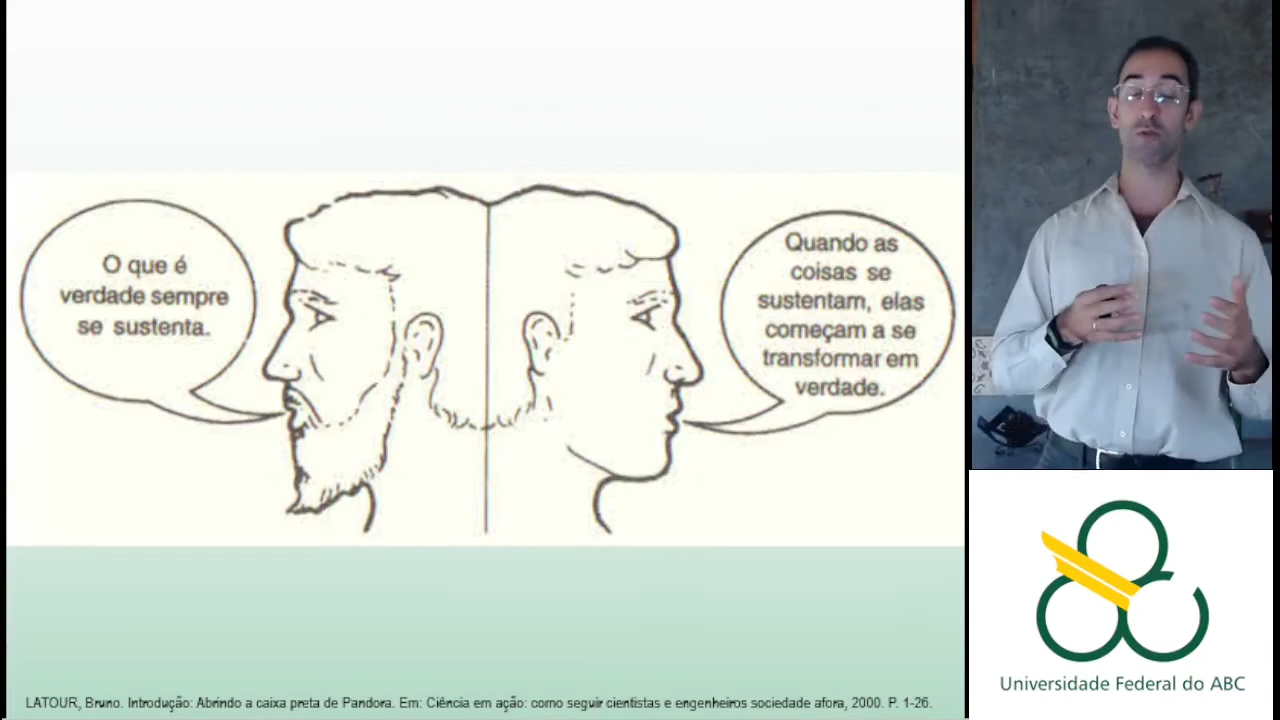 O que é
verdade sempre
se sustenta.
Quando as
coisas se
sustentam, elas
começam a se
transformar em
verdade.
LATOUR, Bruno. Introdução: Abrindo a caixa preta de Pandora. Em: Ciência em ação: como seguir cientistas e engenheiros sociedade afora, 2000. P. 1-26.
Universidade Federal do ABC